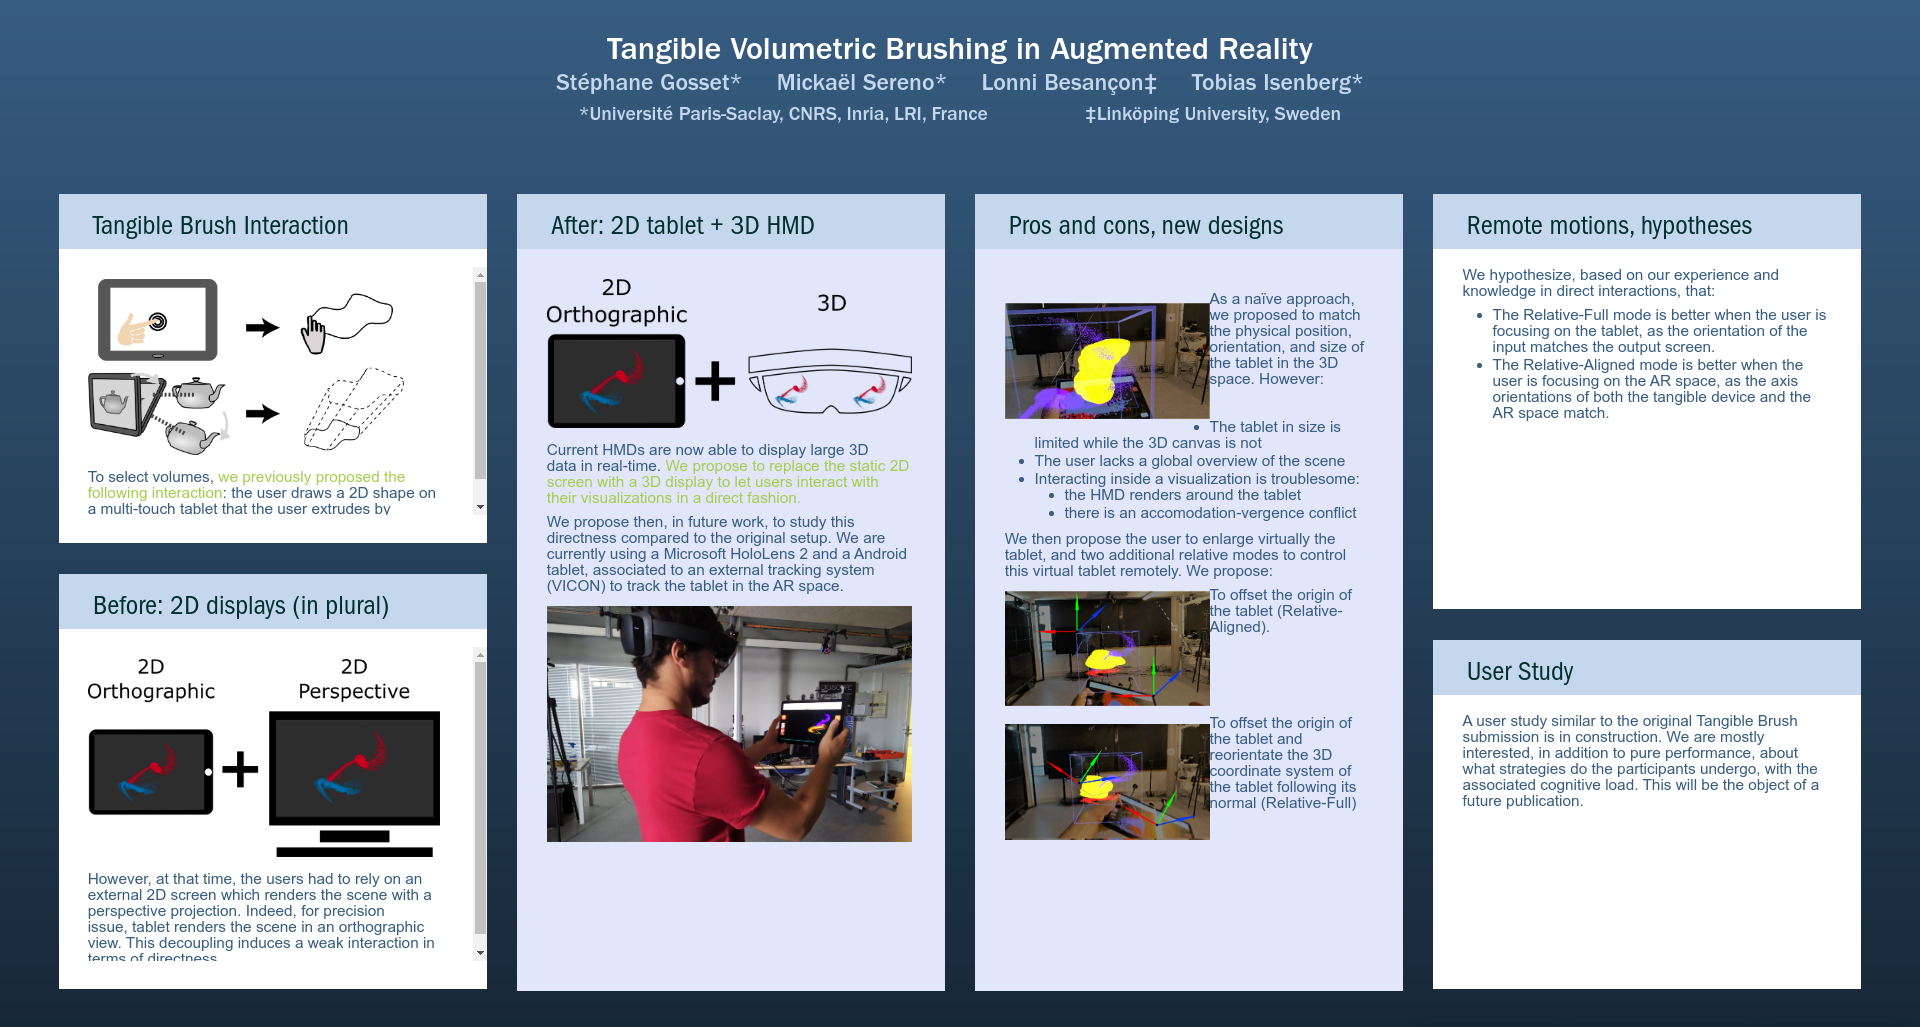 Tangible Volumetric Brushing in Augmented Reality
Stéphane Gosset* Mickaël Sereno* Lonni Besançon‡ Tobias Isenberg*
*Université Paris-Saclay, CNRS, Inria, LRI, France ‡Linköping University, Sweden
Tangible Brush Interaction
To select volumes, we previously proposed the
following interaction: the user draws a 2D shape on
a multi-touch tablet that the user extrudes by
Before: 2D displays (in plural)
2D
Orthographic
2D
Perspective
However, at that time, the users had to rely on an
external 2D screen which renders the scene with a
perspective projection. Indeed, for precision
issue, tablet renders the scene in an orthographic
view. This decoupling induces a weak interaction in
terms of directness
After: 2D tablet + 3D HMD
2D
Orthographic
3D
Current HMDs are now able to display large 3D
data in real-time. We propose to replace the static 2D
screen with a 3D display to let users interact with
their visualizations in a direct fashion.
We propose then, in future work, to study this
directness compared to the original setup. We are
currently using a Microsoft HoloLens 2 and a Android
tablet, associated to an external tracking system
(VICON) to track the tablet in the AR space.
Pros and cons, new designs
As a naïve approach,
we proposed to match
the physical position,
orientation, and size of
the tablet in the 3D
space. However:
• The tablet in size is
limited while the 3D canvas is not
• The user lacks a global overview of the scene
• Interacting inside a visualization is troublesome:
• the HMD renders around the tablet
• there is an accomodation-vergence conflict
We then propose the user to enlarge virtually the
tablet, and two additional relative modes to control
this virtual tablet remotely. We propose:
To offset the origin of
the tablet (Relative-
Aligned).
To offset the origin of
the tablet and
reorientate the 3D
coordinate system of
the tablet following its
normal (Relative-Full)
Remote motions, hypotheses
We hypothesize, based on our experience and
knowledge in direct interactions, that:
• The Relative-Full mode is better when the user is
focusing on the tablet, as the orientation of the
input matches the output screen.
• The Relative-Aligned mode is better when the
user is focusing on the AR space, as the axis
orientations of both the tangible device and the
AR space match.
User Study
A user study similar to the original Tangible Brush
submission is in construction. We are mostly
interested, in addition to pure performance, about
what strategies do the participants undergo, with the
associated cognitive load. This will be the object of a
future publication.